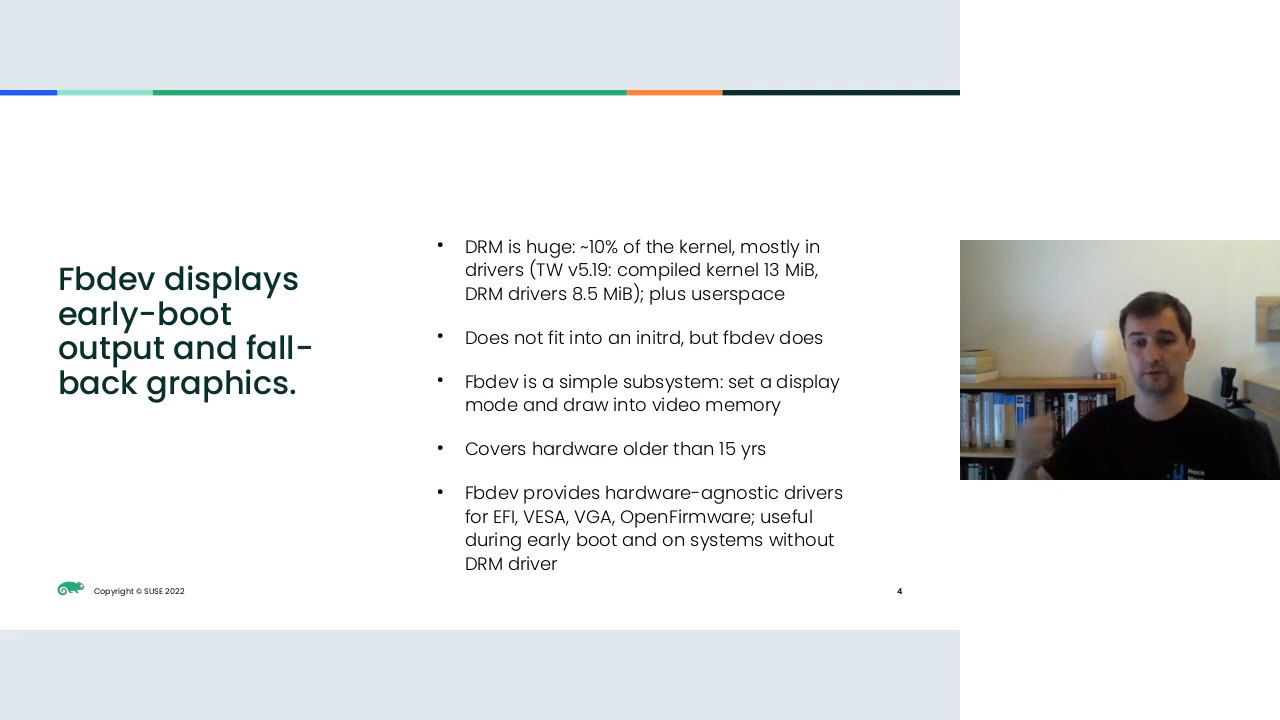 Fbdev displays
early-boot
output and fall-
back graphics.
• DRM is huge: ~10% of the kernel, mostly in
drivers (TW v5.19: compiled kernel 13 MiB,
DRM drivers 8.5 MiB); plus userspace
• Does not fit into an initrd, but fbdev does
• Fbdev is a simple subsystem: set a display
mode and draw into video memory
• Covers hardware older than 15 yrs
• Fbdev provides hardware-agnostic drivers
for EFI, VESA, VGA, OpenFirmware; useful
during early boot and on systems without
DRM driver
Copyright © SUSE 2022
4
Hack